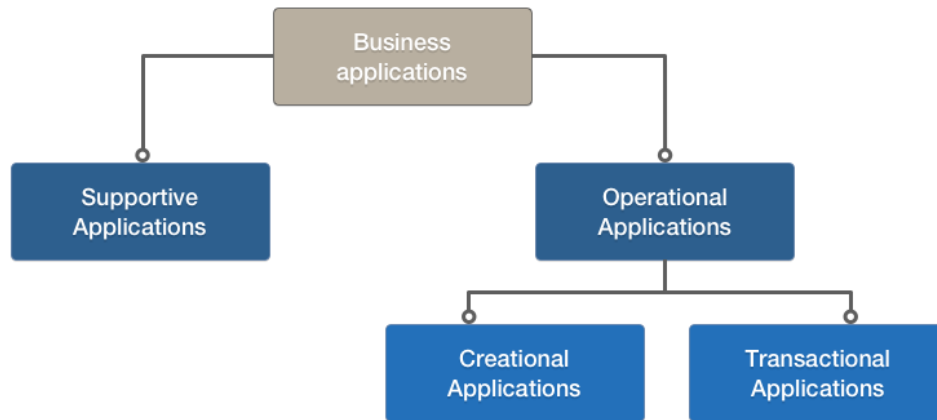 Business
applications
Supportive
Applications
Operational
Applications
Creational
Applications
Transactional
Applications